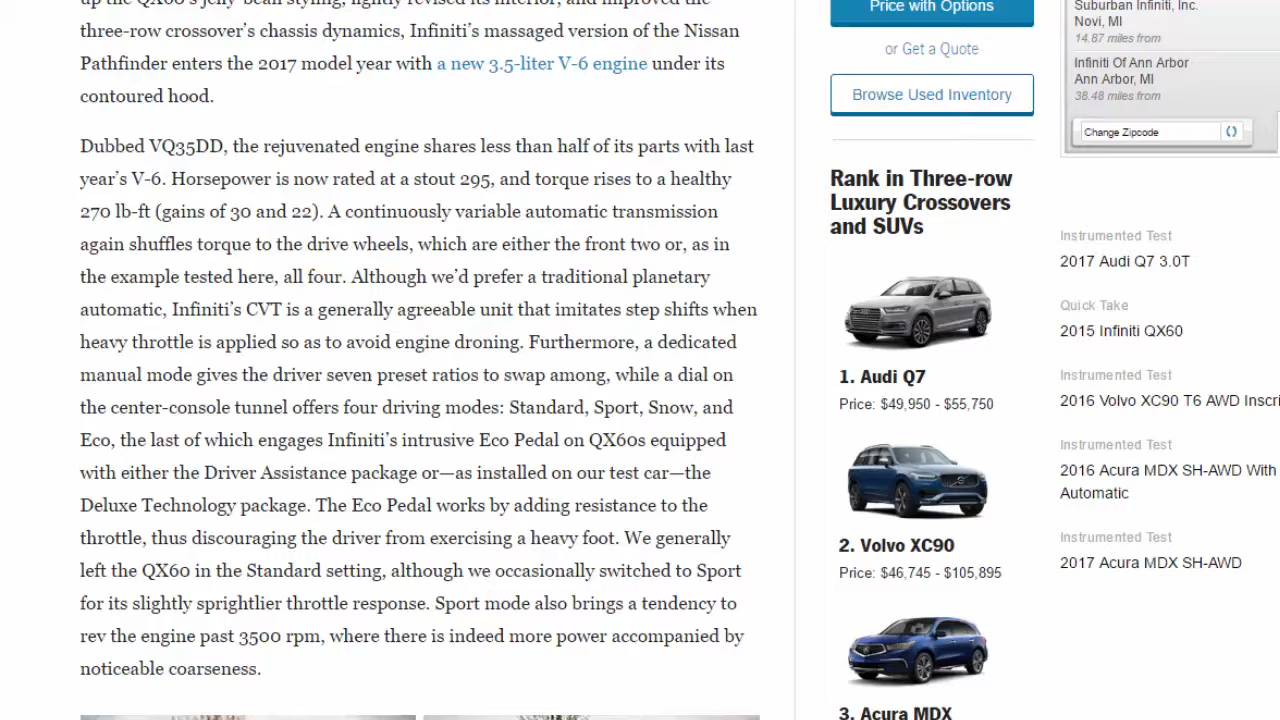 up the QX60's jelly-bean styling, lightly revised its interior, and improved the
three-row crossover's chassis dynamics, Infiniti's massaged version of the Nissan
Pathfinder enters the 2017 model year with a new 3.5-liter V-6 engine under its
contoured hood.
Dubbed VQ35DD, the rejuvenated engine shares less than half of its parts with last
year's V-6. Horsepower is now rated at a stout 295, and torque rises to a healthy
270 lb-ft (gains of 30 and 22). A continuously variable automatic transmission
again shuffles torque to the drive wheels, which are either the front two or, as in
the example tested here, all four. Although we'd prefer a traditional planetary
automatic, Infiniti's CVT is a generally agreeable unit that imitates step shifts when
heavy throttle is applied so as to avoid engine droning. Furthermore, a dedicated
manual mode gives the driver seven preset ratios to swap among, while a dial on
the center-console tunnel offers four driving modes: Standard, Sport, Snow, and
Eco, the last of which engages Infiniti's intrusive Eco Pedal on QX60s equipped
with either the Driver Assistance package or—as installed on our test car—the
Deluxe Technology package. The Eco Pedal works by adding resistance to the
throttle, thus discouraging the driver from exercising a heavy foot. We generally
left the QX60 in the Standard setting, although we occasionally switched to Sport
for its slightly sprightlier throttle response. Sport mode also brings a tendency to
rev the engine past 3500 rpm, where there is indeed more power accompanied by
noticeable coarseness.
Price with Options
or Get a Quote
Browse Used Inventory
Rank in Three-row
Luxury Crossovers
and SUVs
1. Audi Q7
Price: $49,950 - $55,750
2. Volvo XC90
Price: $46,745 - $105,895
3. Acura MDX
Suburban Infiniti, Inc.
Novi, MI
14.87 miles from
Infiniti Of Ann Arbor
Ann Arbor, MI
38.48 miles from
Change Zipcode
Instrumented Test
2017 Audi Q7 3.0T
Quick Take
2015 Infiniti QX60
Instrumented Test
2016 Volvo XC90 T6 AWD Inscri
Instrumented Test
2016 Acura MDX SH-AWD With
Automatic
Instrumented Test
2017 Acura MDX SH-AWD